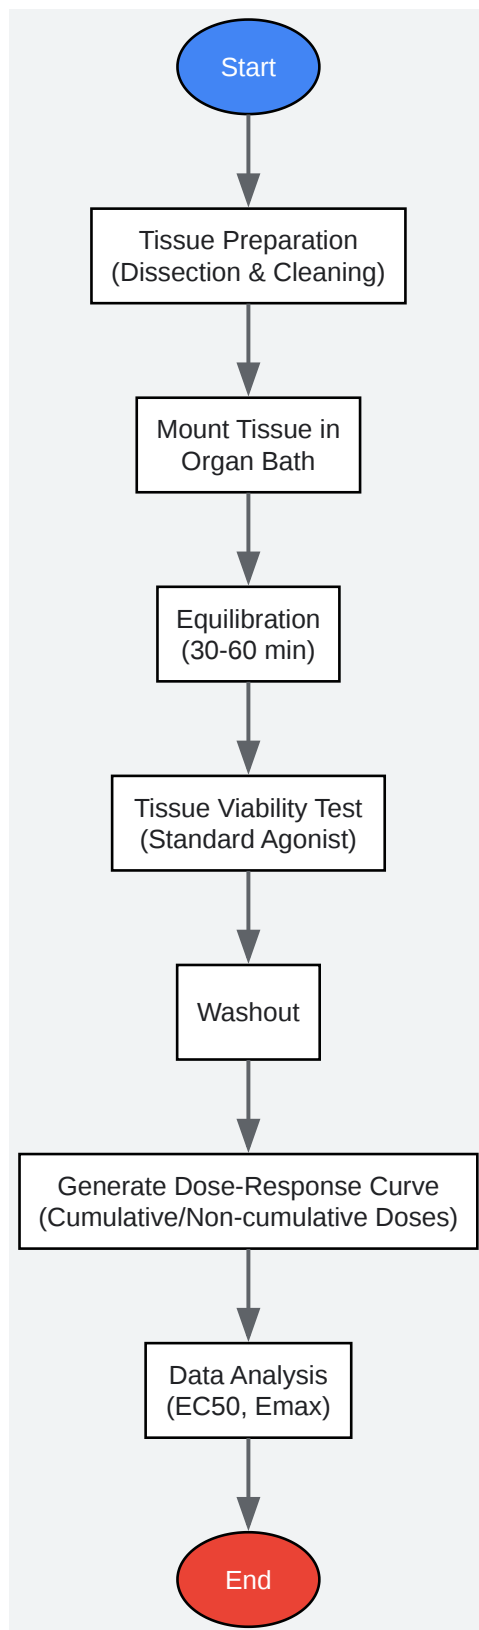 Start
Tissue Preparation
(Dissection & Cleaning)
Mount Tissue in
Organ Bath
Equilibration
(30-60 min)
Tissue Viability Test
(Standard Agonist)
Washout
Generate Dose-Response Curve
(Cumulative/Non-cumulative Doses)
Data Analysis
(EC50, Emax)
End